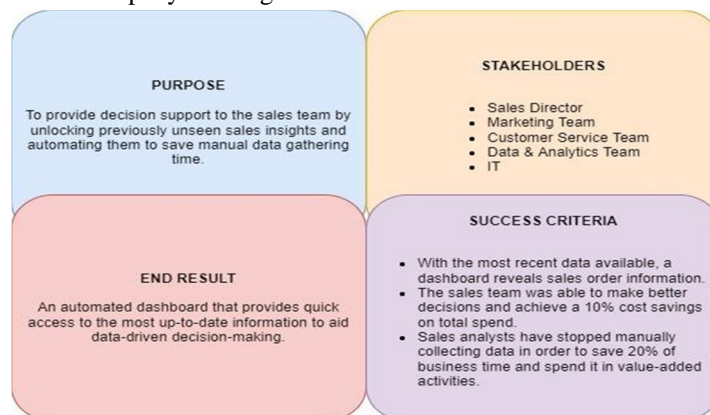 PURPOSE
To provide decision support to the sales team by
unlocking previously unseen sales insights and
automating them to save manual data gathering
time.
STAKEHOLDERS
• Sales Director
• Marketing Team
• Customer Service Team
• Data & Analytics Team
• IT
END RESULT
An automated dashboard that provides quick
access to the most up-to-date information to aid
data-driven decision-making.
SUCCESS CRITERIA
• With the most recent data available, a
dashboard reveals sales order information.
• The sales team was able to make better
decisions and achieve a 10% cost savings
on total spend.
• Sales analysts have stopped manually
collecting data in order to save 20% of
business time and spend it in value-added
activities.